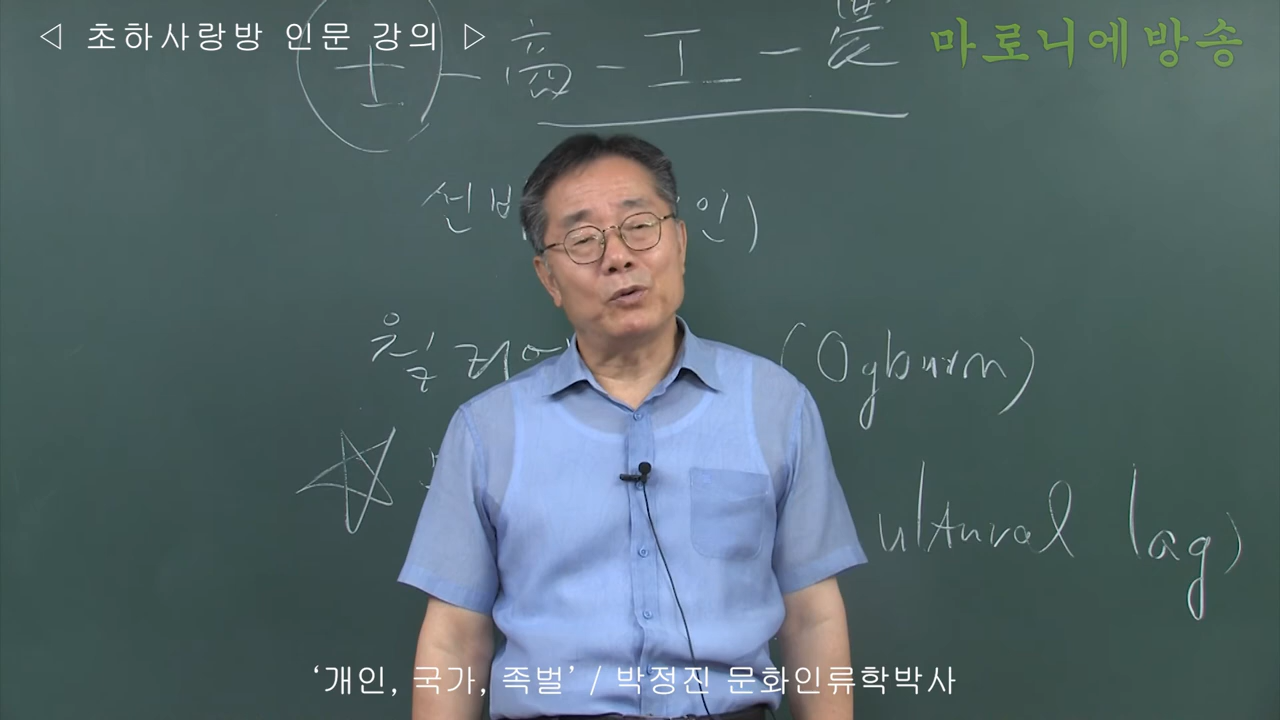 ◁ 초하사랑방 인문 강의 ▷
마로니에방송
士 - 商 - 工 - 農
선비 인)
윌리 (Ogburn)
ultural lag)
‘개인, 국가, 족벌’ / 박정진 문화인류학박사